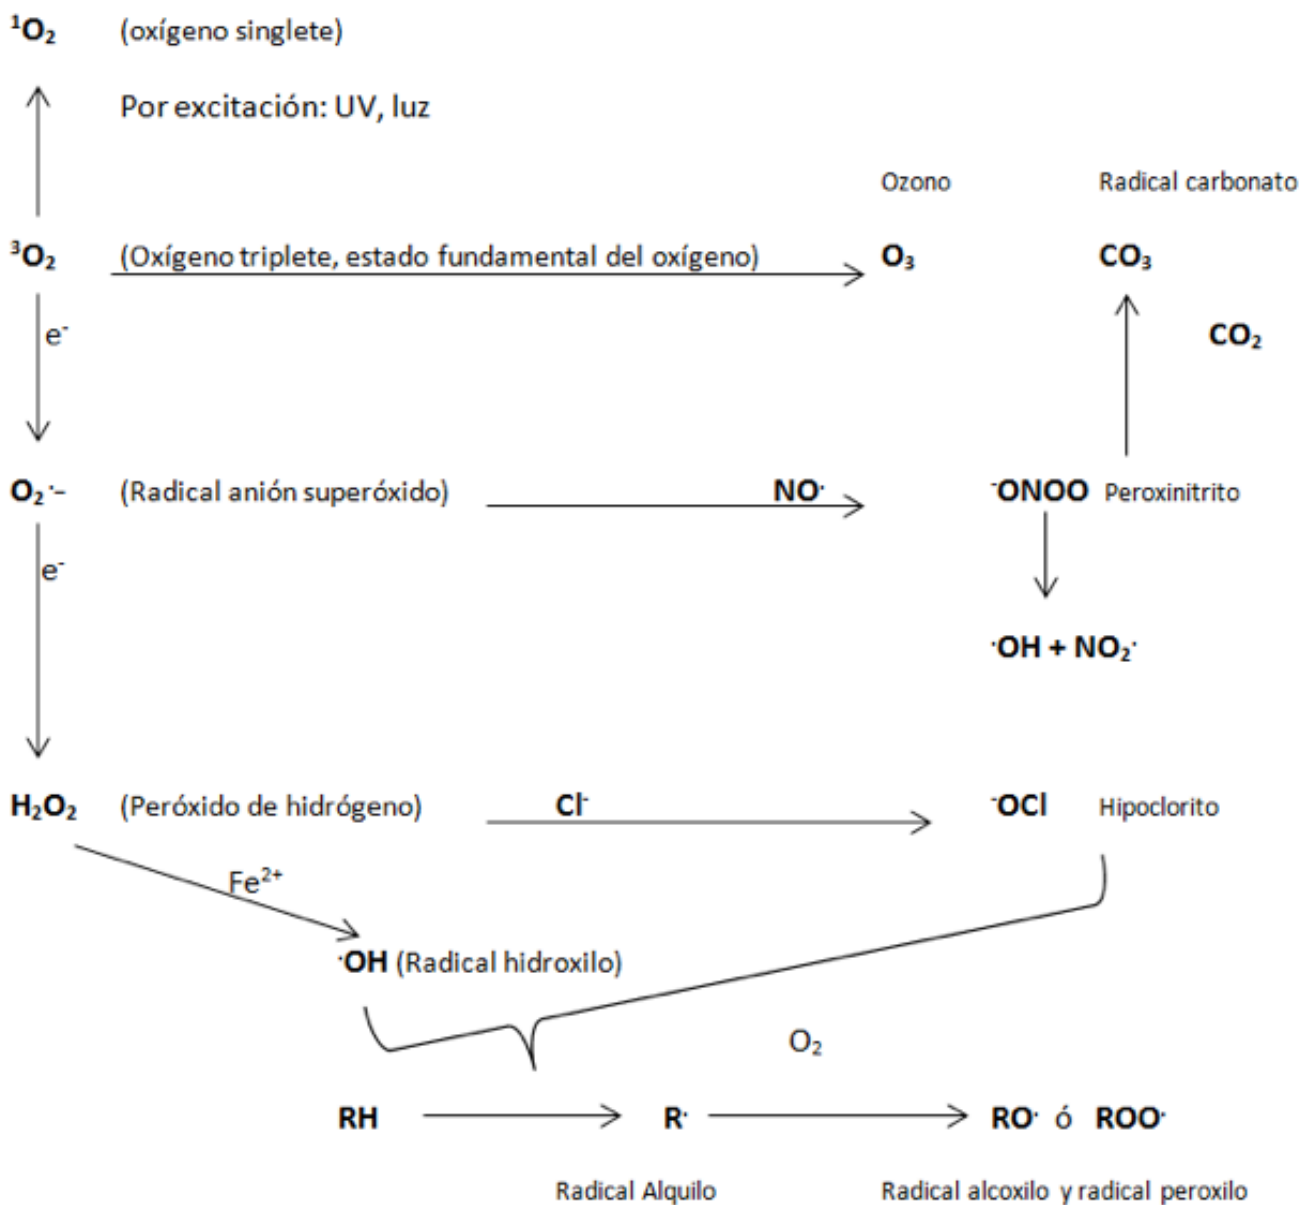 ¹O₂ (oxígeno singlete)
Por excitación: UV, luz
Ozono Radical carbonato
³O₂ (Oxígeno triplete, estado fundamental del oxígeno) O₃ CO₃
e⁻ CO₂
O₂˙⁻ (Radical anión superóxido) NO˙ ⁻ONOO Peroxinitrito
e⁻
˙OH + NO₂˙
H₂O₂ (Peróxido de hidrógeno) Cl⁻ ⁻OCl Hipoclorito
Fe²⁺
˙OH (Radical hidroxilo)
O₂
RH R˙ RO˙ ó ROO˙
Radical Alquilo Radical alcoxilo y radical peroxilo